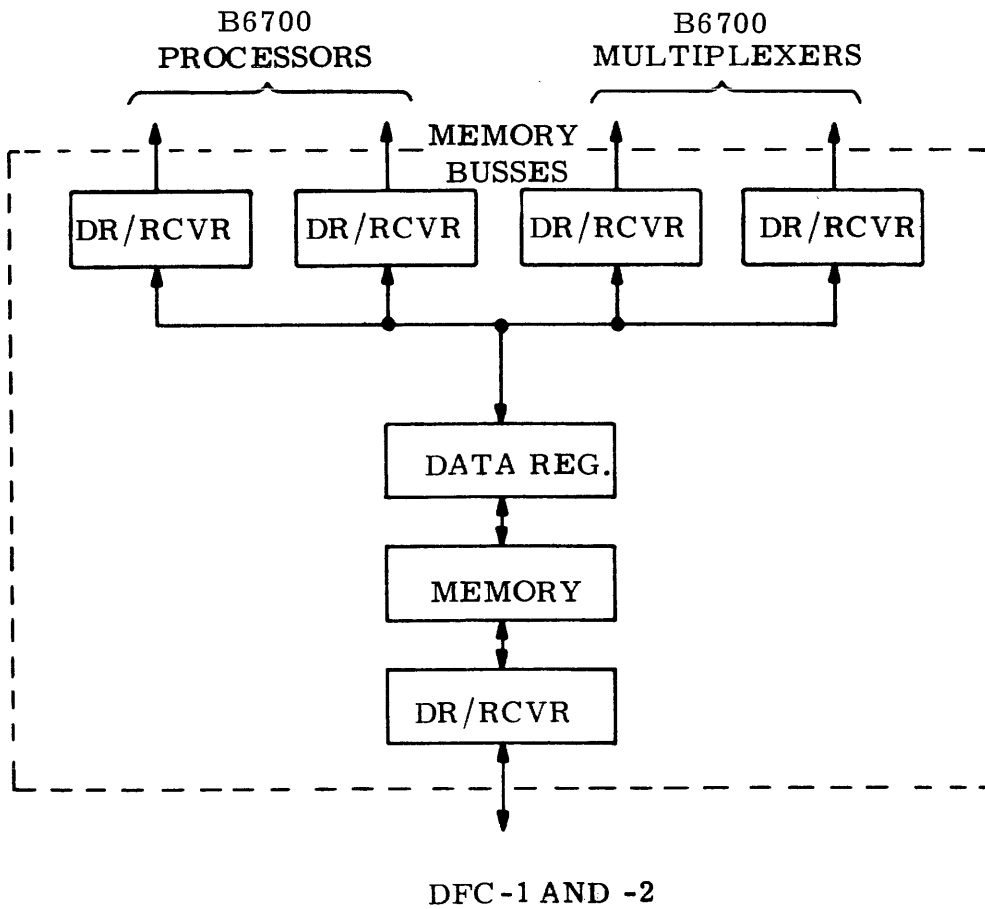 B6700
PROCESSORS
B6700
MULTIPLEXERS
MEMORY
BUSSES
DR/RCVR
DR/RCVR
DR/RCVR
DR/RCVR
DATA REG.
MEMORY
DR/RCVR
DFC-1 AND -2